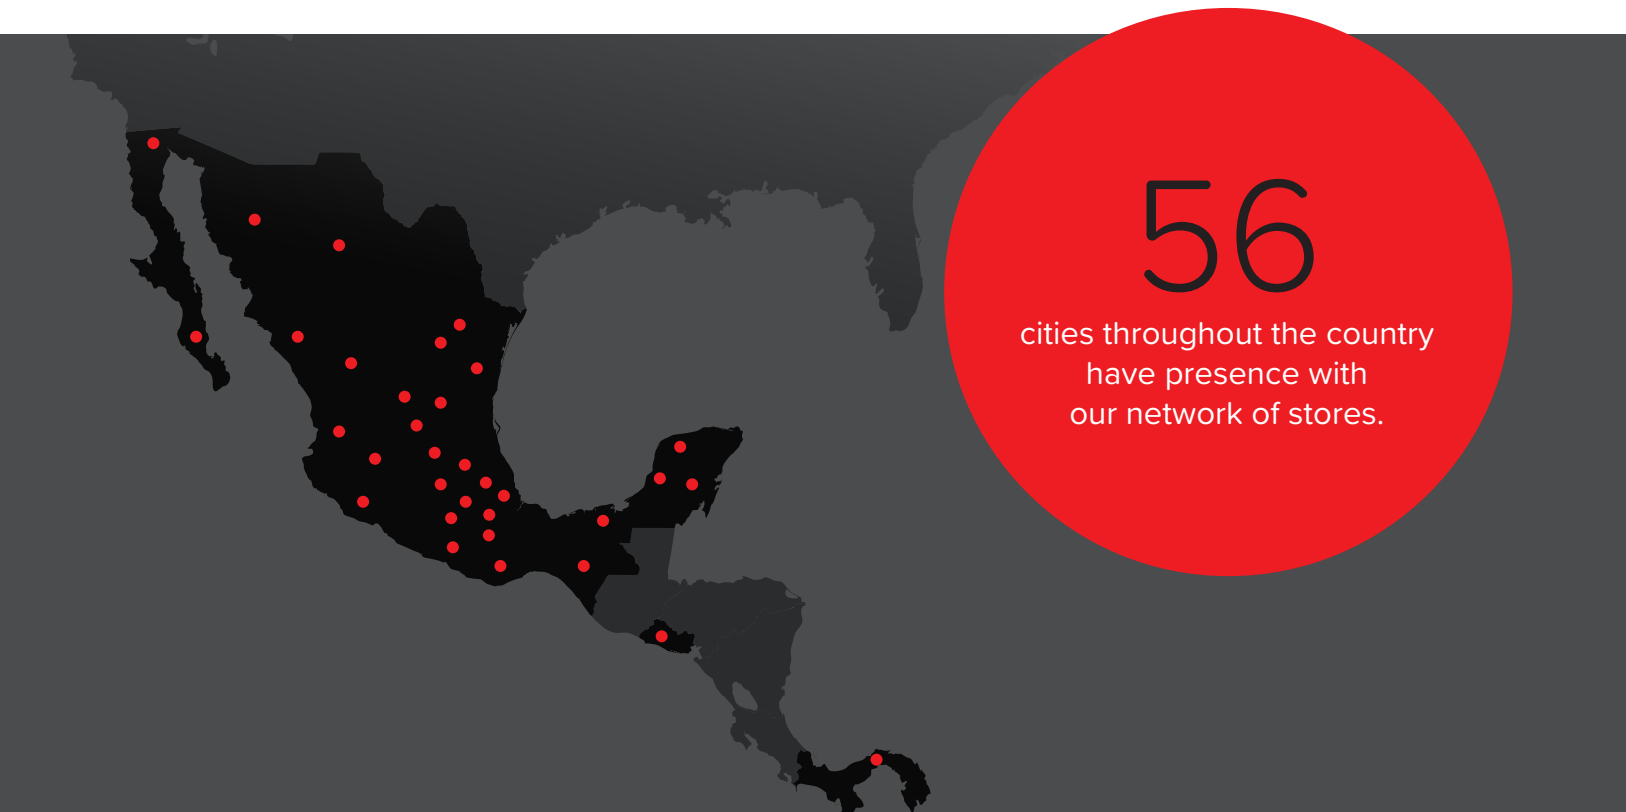 56
cities throughout the country
have presence with
our network of stores.